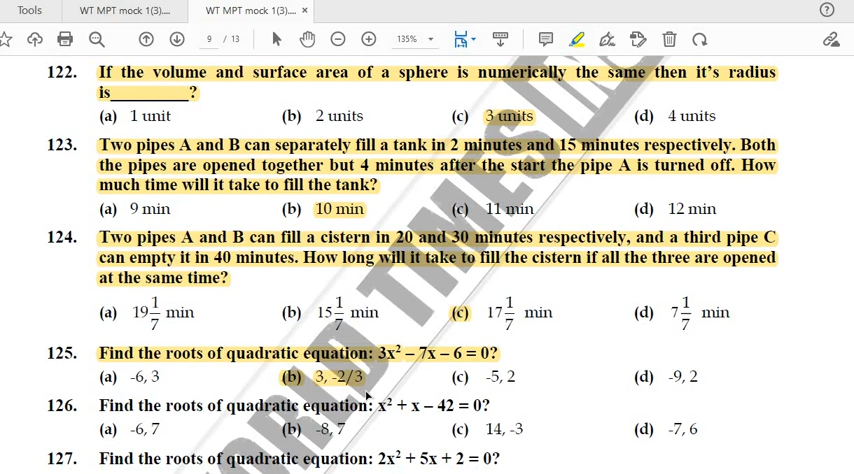 Tools WT MPT mock 1(3).... WT MPT mock 1(3).... ×
9 / 13 135%
122. If the volume and surface area of a sphere is numerically the same then it's radius
is__________?
(a) 1 unit (b) 2 units (c) 3 units (d) 4 units
123. Two pipes A and B can separately fill a tank in 2 minutes and 15 minutes respectively. Both
the pipes are opened together but 4 minutes after the start the pipe A is turned off. How
much time will it take to fill the tank?
(a) 9 min (b) 10 min (c) 11 min (d) 12 min
124. Two pipes A and B can fill a cistern in 20 and 30 minutes respectively, and a third pipe C
can empty it in 40 minutes. How long will it take to fill the cistern if all the three are opened
at the same time?
(a) 19 1/7 min (b) 15 1/7 min (c) 17 1/7 min (d) 7 1/7 min
125. Find the roots of quadratic equation: 3x² – 7x – 6 = 0?
(a) -6, 3 (b) 3, -2/3 (c) -5, 2 (d) -9, 2
126. Find the roots of quadratic equation: x² + x – 42 = 0?
(a) -6, 7 (b) -8, 7 (c) 14, -3 (d) -7, 6
127. Find the roots of quadratic equation: 2x² + 5x + 2 = 0?
WORLD TIMES IN